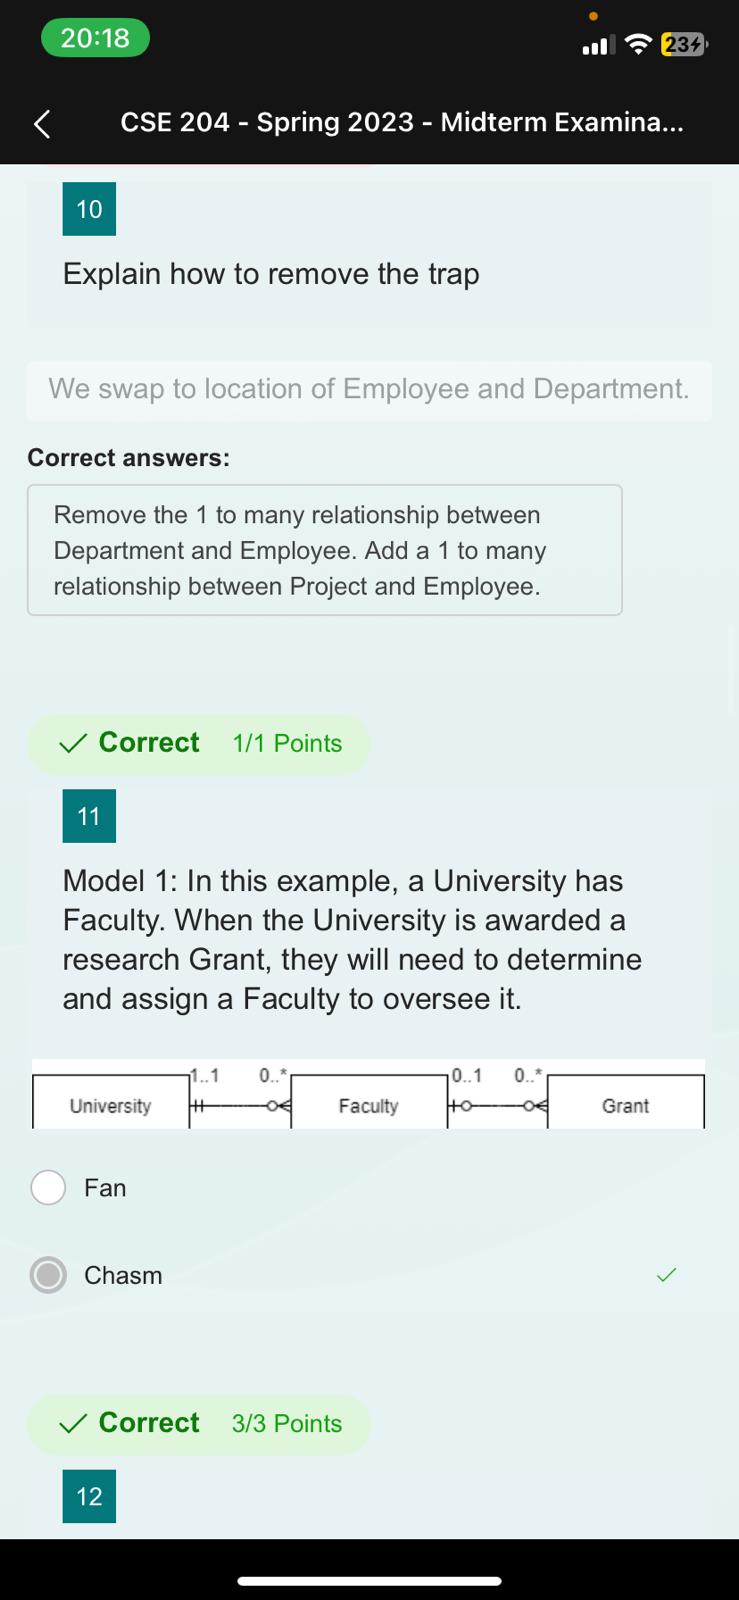 20:18
23
CSE 204 - Spring 2023 - Midterm Examina...
10
Explain how to remove the trap
We swap to location of Employee and Department.
Correct answers:
Remove the 1 to many relationship between
Department and Employee. Add a 1 to many
relationship between Project and Employee.
Correct 1/1 Points
11
Model 1: In this example, a University has
Faculty. When the University is awarded a
research Grant, they will need to determine
and assign a Faculty to oversee it.
1..1 0..* 0..1 0..*
University Faculty Grant
Fan
Chasm
Correct 3/3 Points
12